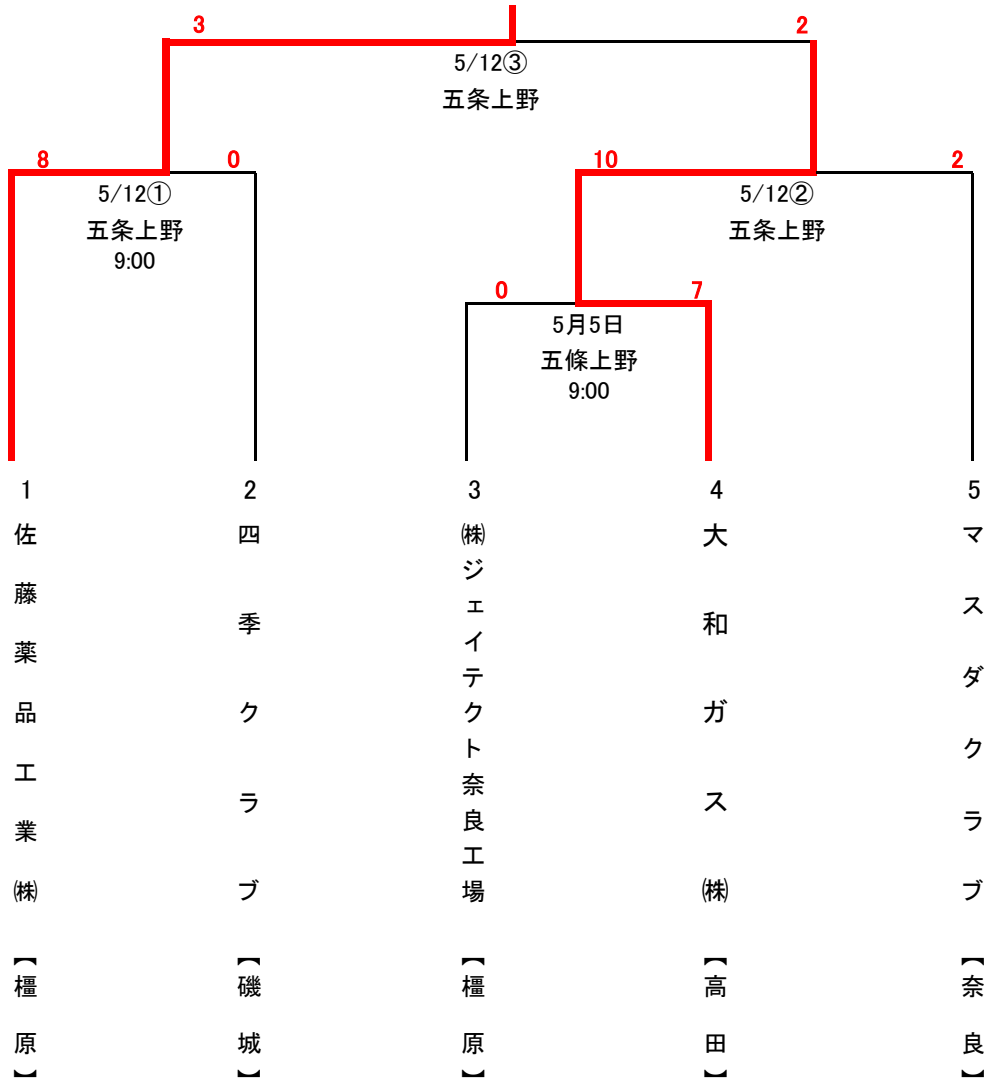 3
2
5/12③
五条上野
8
0
10
2
5/12①
五条上野
9:00
5/12②
五条上野
0
7
5月5日
五條上野
9:00
1
2
3
4
5
佐藤薬品工業㈱【橿原】
四季クラブ【磯城】
㈱ジェイテクト奈良工場【橿原】
大和ガス㈱【高田】
マスダクラブ【奈良】